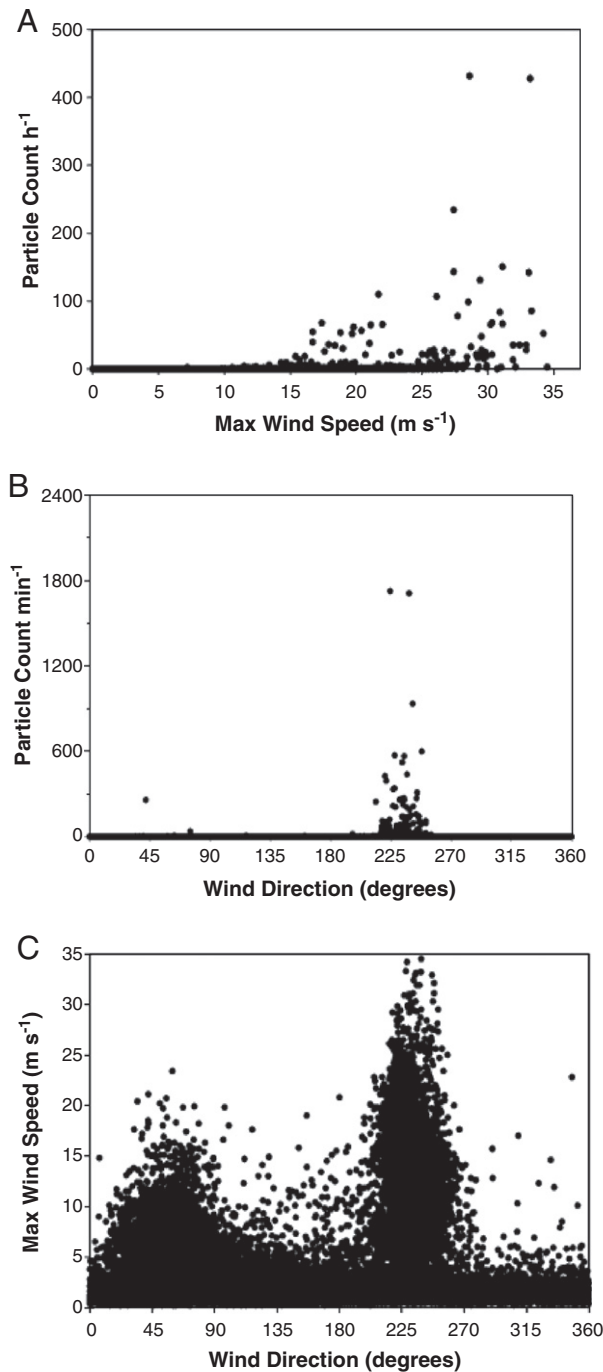 A
500
400
300
200
100
0
Particle Count h⁻¹
0 5 10 15 20 25 30 35
Max Wind Speed (m s⁻¹)
B
2400
1800
1200
600
0
Particle Count min⁻¹
0 45 90 135 180 225 270 315 360
Wind Direction (degrees)
C
35
30
25
20
15
10
5
0
Max Wind Speed (m s⁻¹)
0 45 90 135 180 225 270 315 360
Wind Direction (degrees)